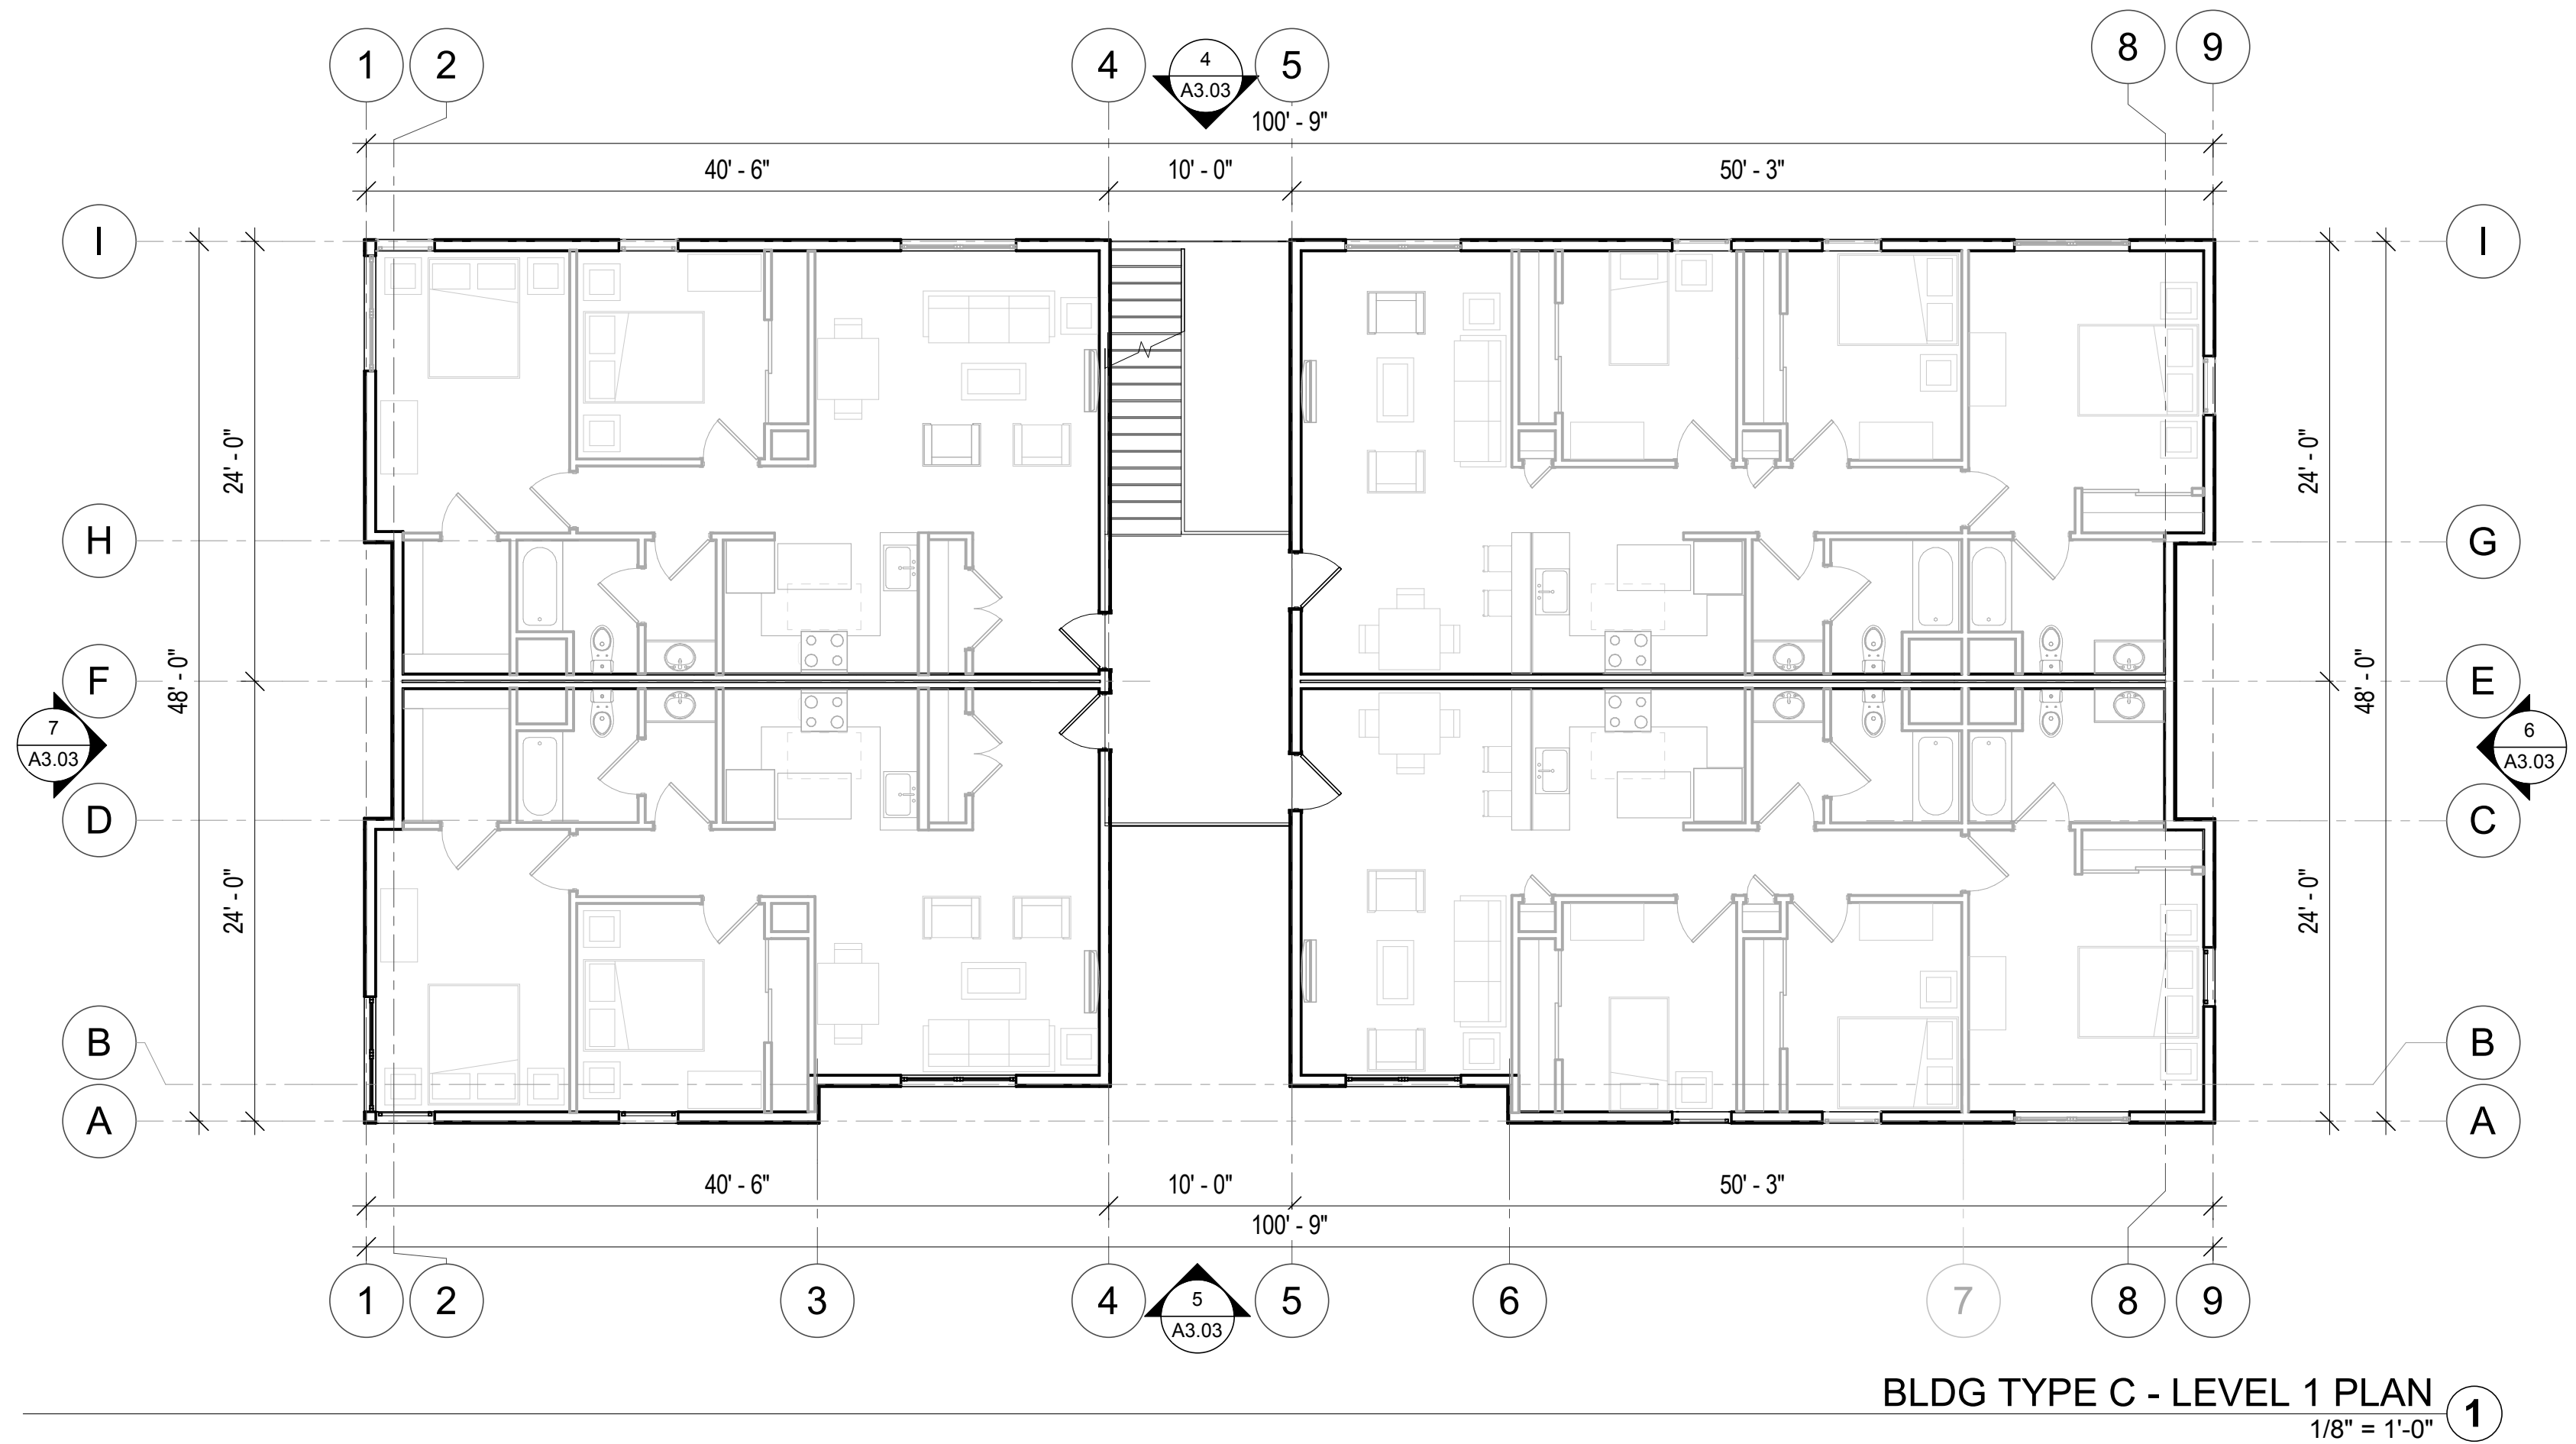 1
2
4
4
A3.03
5
8
9
100' - 9"
40' - 6"
10' - 0"
50' - 3"
I
I
24' - 0"
24' - 0"
H
G
F
48' - 0"
48' - 0"
E
7
A3.03
6
A3.03
D
C
24' - 0"
24' - 0"
B
B
A
A
40' - 6"
10' - 0"
50' - 3"
100' - 9"
1
2
3
4
5
A3.03
5
6
7
8
9
BLDG TYPE C - LEVEL 1 PLAN
1
1/8" = 1'-0"